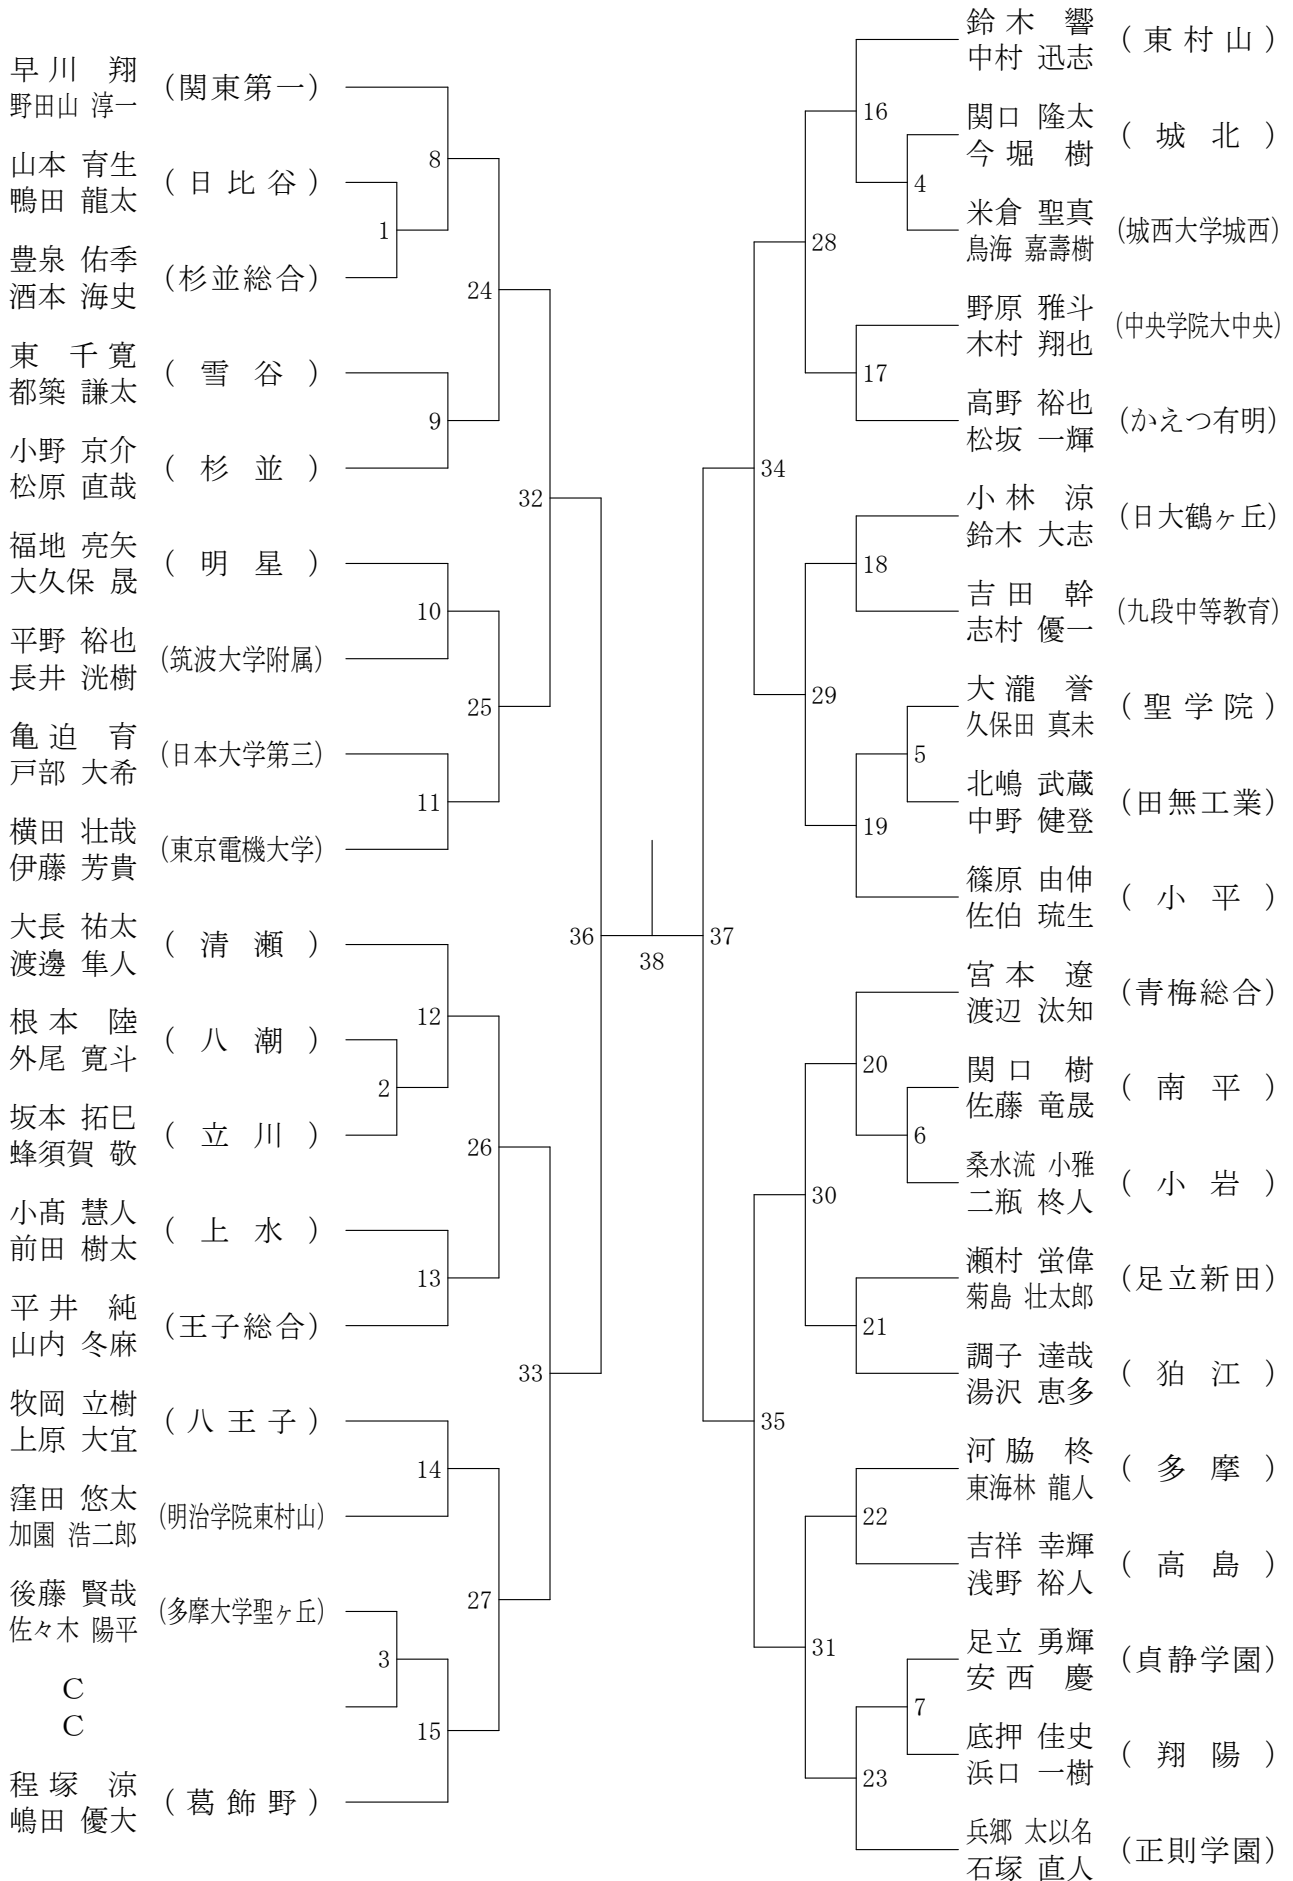 早川 翔
野田山 淳一
(関東第一)
山本 育生
鴨田 龍太
(日比谷)
豊泉 佑季
酒本 海史
(杉並総合)
東 千寛
都築 謙太
(雪谷)
小野 京介
松原 直哉
(杉並)
福地 亮矢
大久保 晟
(明星)
平野 裕也
長井 洸樹
(筑波大学附属)
亀迫 育
戸部 大希
(日本大学第三)
横田 壮哉
伊藤 芳貴
(東京電機大学)
大長 祐太
渡邊 隼人
(清瀬)
根本 陸
外尾 寛斗
(八潮)
坂本 拓巳
蜂須賀 敬
(立川)
小髙 慧人
前田 樹太
(上水)
平井 純
山内 冬麻
(王子総合)
牧岡 立樹
上原 大宜
(八王子)
窪田 悠太
加園 浩二郎
(明治学院東村山)
後藤 賢哉
佐々木 陽平
(多摩大学聖ヶ丘)
C
C
程塚 涼
嶋田 優大
(葛飾野)
1
2
3
8
9
10
11
12
13
14
15
24
25
26
27
32
33
36
38
37
34
35
28
29
30
31
16
17
18
19
20
21
22
23
4
5
6
7
鈴木 響
中村 迅志
(東村山)
関口 隆太
今堀 樹
(城北)
米倉 聖真
鳥海 嘉壽樹
(城西大学城西)
野原 雅斗
木村 翔也
(中央学院大中央)
高野 裕也
松坂 一輝
(かえつ有明)
小林 涼
鈴木 大志
(日大鶴ヶ丘)
吉田 幹
志村 優一
(九段中等教育)
大瀧 誉
久保田 真未
(聖学院)
北嶋 武蔵
中野 健登
(田無工業)
篠原 由伸
佐伯 琉生
(小平)
宮本 遼
渡辺 汰知
(青梅総合)
関口 樹
佐藤 竜晟
(南平)
桑水流 小雅
二瓶 柊人
(小岩)
瀬村 蛍偉
菊島 壮太郎
(足立新田)
調子 達哉
湯沢 恵多
(狛江)
河脇 柊
東海林 龍人
(多摩)
吉祥 幸輝
浅野 裕人
(高島)
足立 勇輝
安西 慶
(貞静学園)
底押 佳史
浜口 一樹
(翔陽)
兵郷 太以名
石塚 直人
(正則学園)